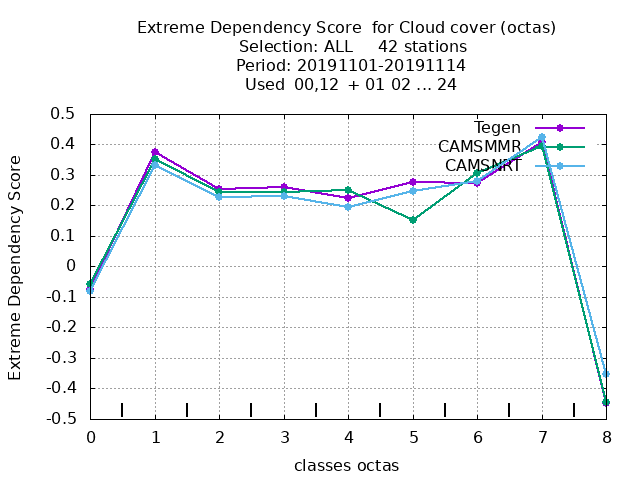 Extreme Dependency Score for Cloud cover (octas)
Selection: ALL 42 stations
Period: 20191101-20191114
Used 00,12 + 01 02 ... 24
Tegen
CAMSMMR
CAMSNRT
Extreme Dependency Score
0.5
0.4
0.3
0.2
0.1
0
-0.1
-0.2
-0.3
-0.4
-0.5
0 1 2 3 4 5 6 7 8
classes octas